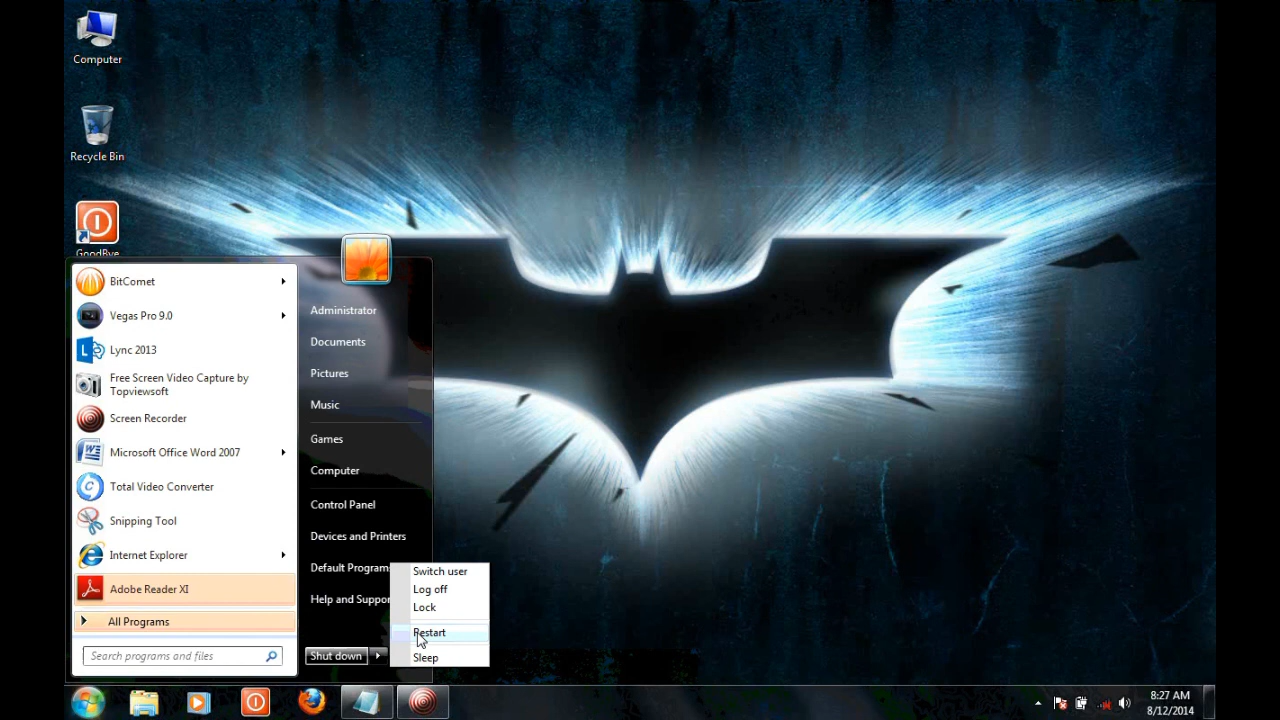 Computer
Recycle Bin
GoodBye
BitComet
Vegas Pro 9.0
Lync 2013
Free Screen Video Capture by
Topviewsoft
Screen Recorder
Microsoft Office Word 2007
Total Video Converter
Snipping Tool
Internet Explorer
Adobe Reader XI
All Programs
Search programs and files
Administrator
Documents
Pictures
Music
Games
Computer
Control Panel
Devices and Printers
Default Programs
Help and Suppor
Shut down
Switch user
Log off
Lock
Restart
Sleep
8:27 AM
8/12/2014